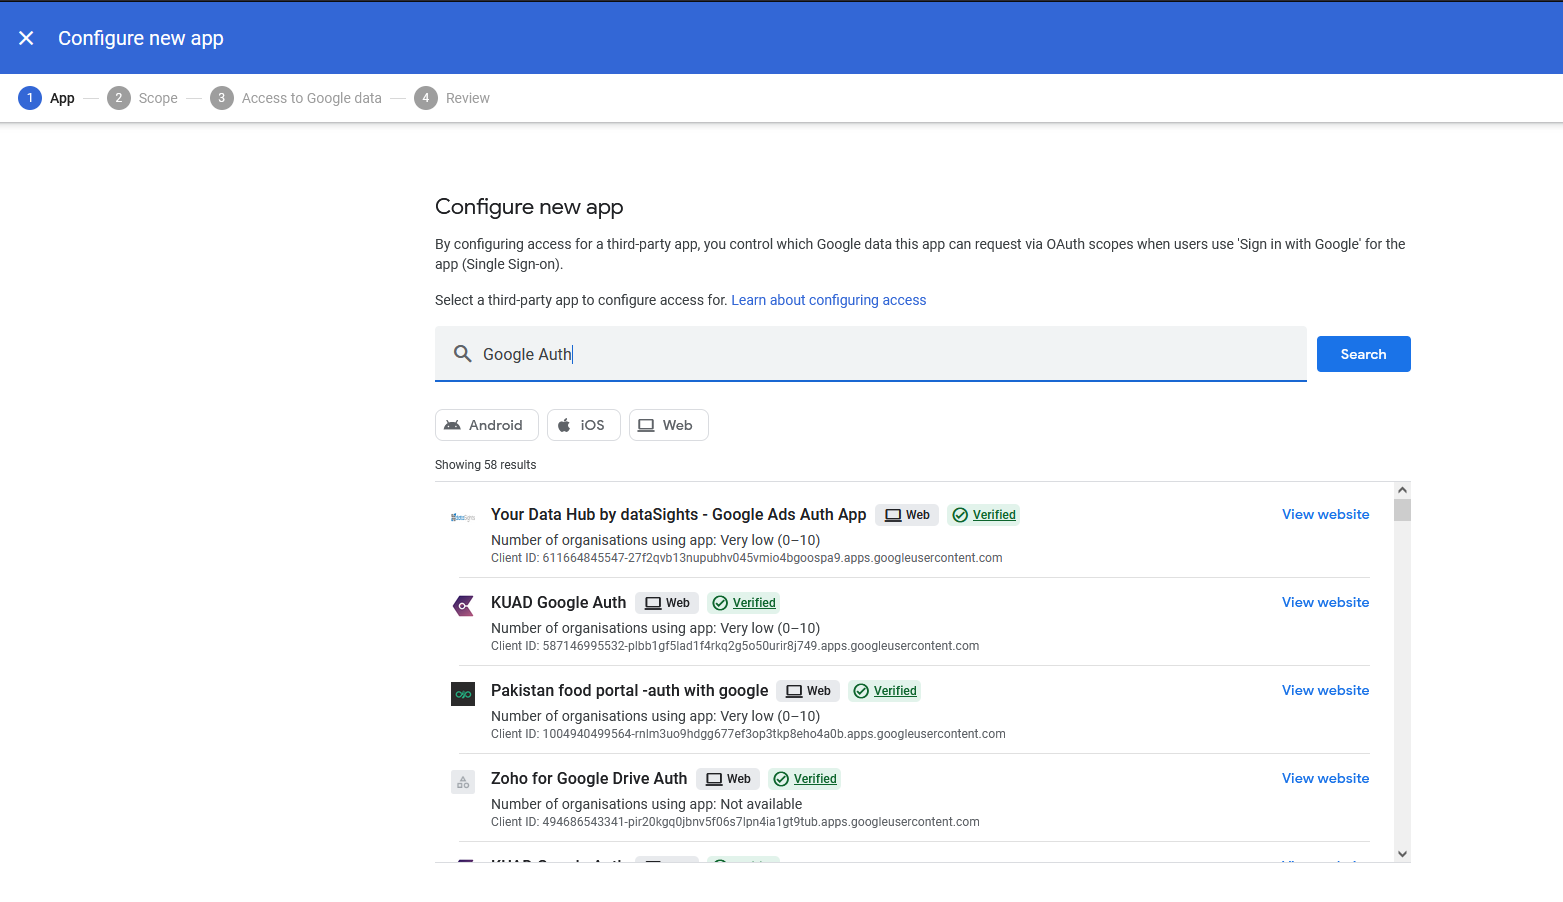 Configure new app
1 App 2 Scope 3 Access to Google data 4 Review
Configure new app
By configuring access for a third-party app, you control which Google data this app can request via OAuth scopes when users use 'Sign in with Google' for the
app (Single Sign-on).
Select a third-party app to configure access for. Learn about configuring access
Google Auth
Search
Android iOS Web
Showing 58 results
Your Data Hub by dataSights - Google Ads Auth App Web Verified View website
Number of organisations using app: Very low (0–10)
Client ID: 611664845547-27f2qvb13nupubhv045vmio4bgoospa9.apps.googleusercontent.com
KUAD Google Auth Web Verified View website
Number of organisations using app: Very low (0–10)
Client ID: 587146995532-plbb1gf5lad1f4rkq2g5o50urir8j749.apps.googleusercontent.com
Pakistan food portal -auth with google Web Verified View website
Number of organisations using app: Very low (0–10)
Client ID: 1004940499564-rnlm3uo9hdgg677ef3op3tkp8eho4a0b.apps.googleusercontent.com
Zoho for Google Drive Auth Web Verified View website
Number of organisations using app: Not available
Client ID: 494686543341-pir20kgq0jbnv5f06s7lpn4ia1gt9tub.apps.googleusercontent.com